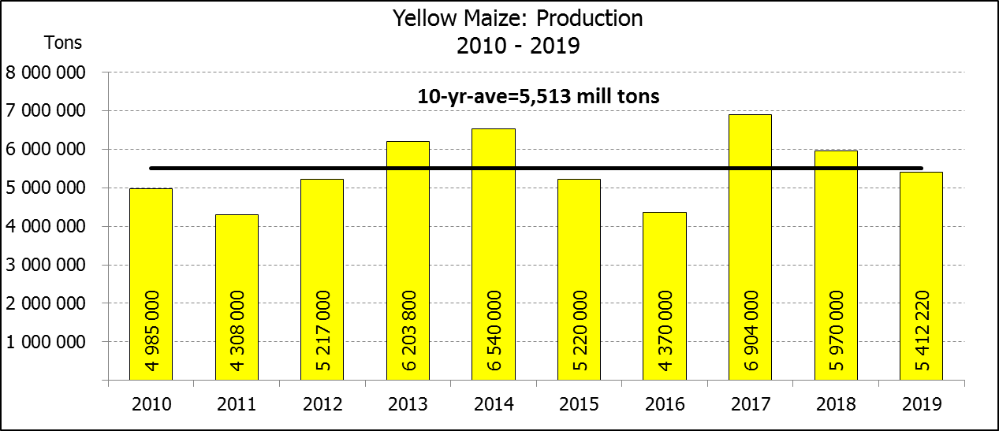 Yellow Maize: Production
2010 - 2019
Tons
8 000 000
10-yr-ave=5,513 mill tons
7 000 000
6 000 000
5 000 000
4 000 000
3 000 000
2 000 000
1 000 000
4 985 000
4 308 000
5 217 000
6 203 800
6 540 000
5 220 000
4 370 000
6 904 000
5 970 000
5 412 220
2010 2011 2012 2013 2014 2015 2016 2017 2018 2019